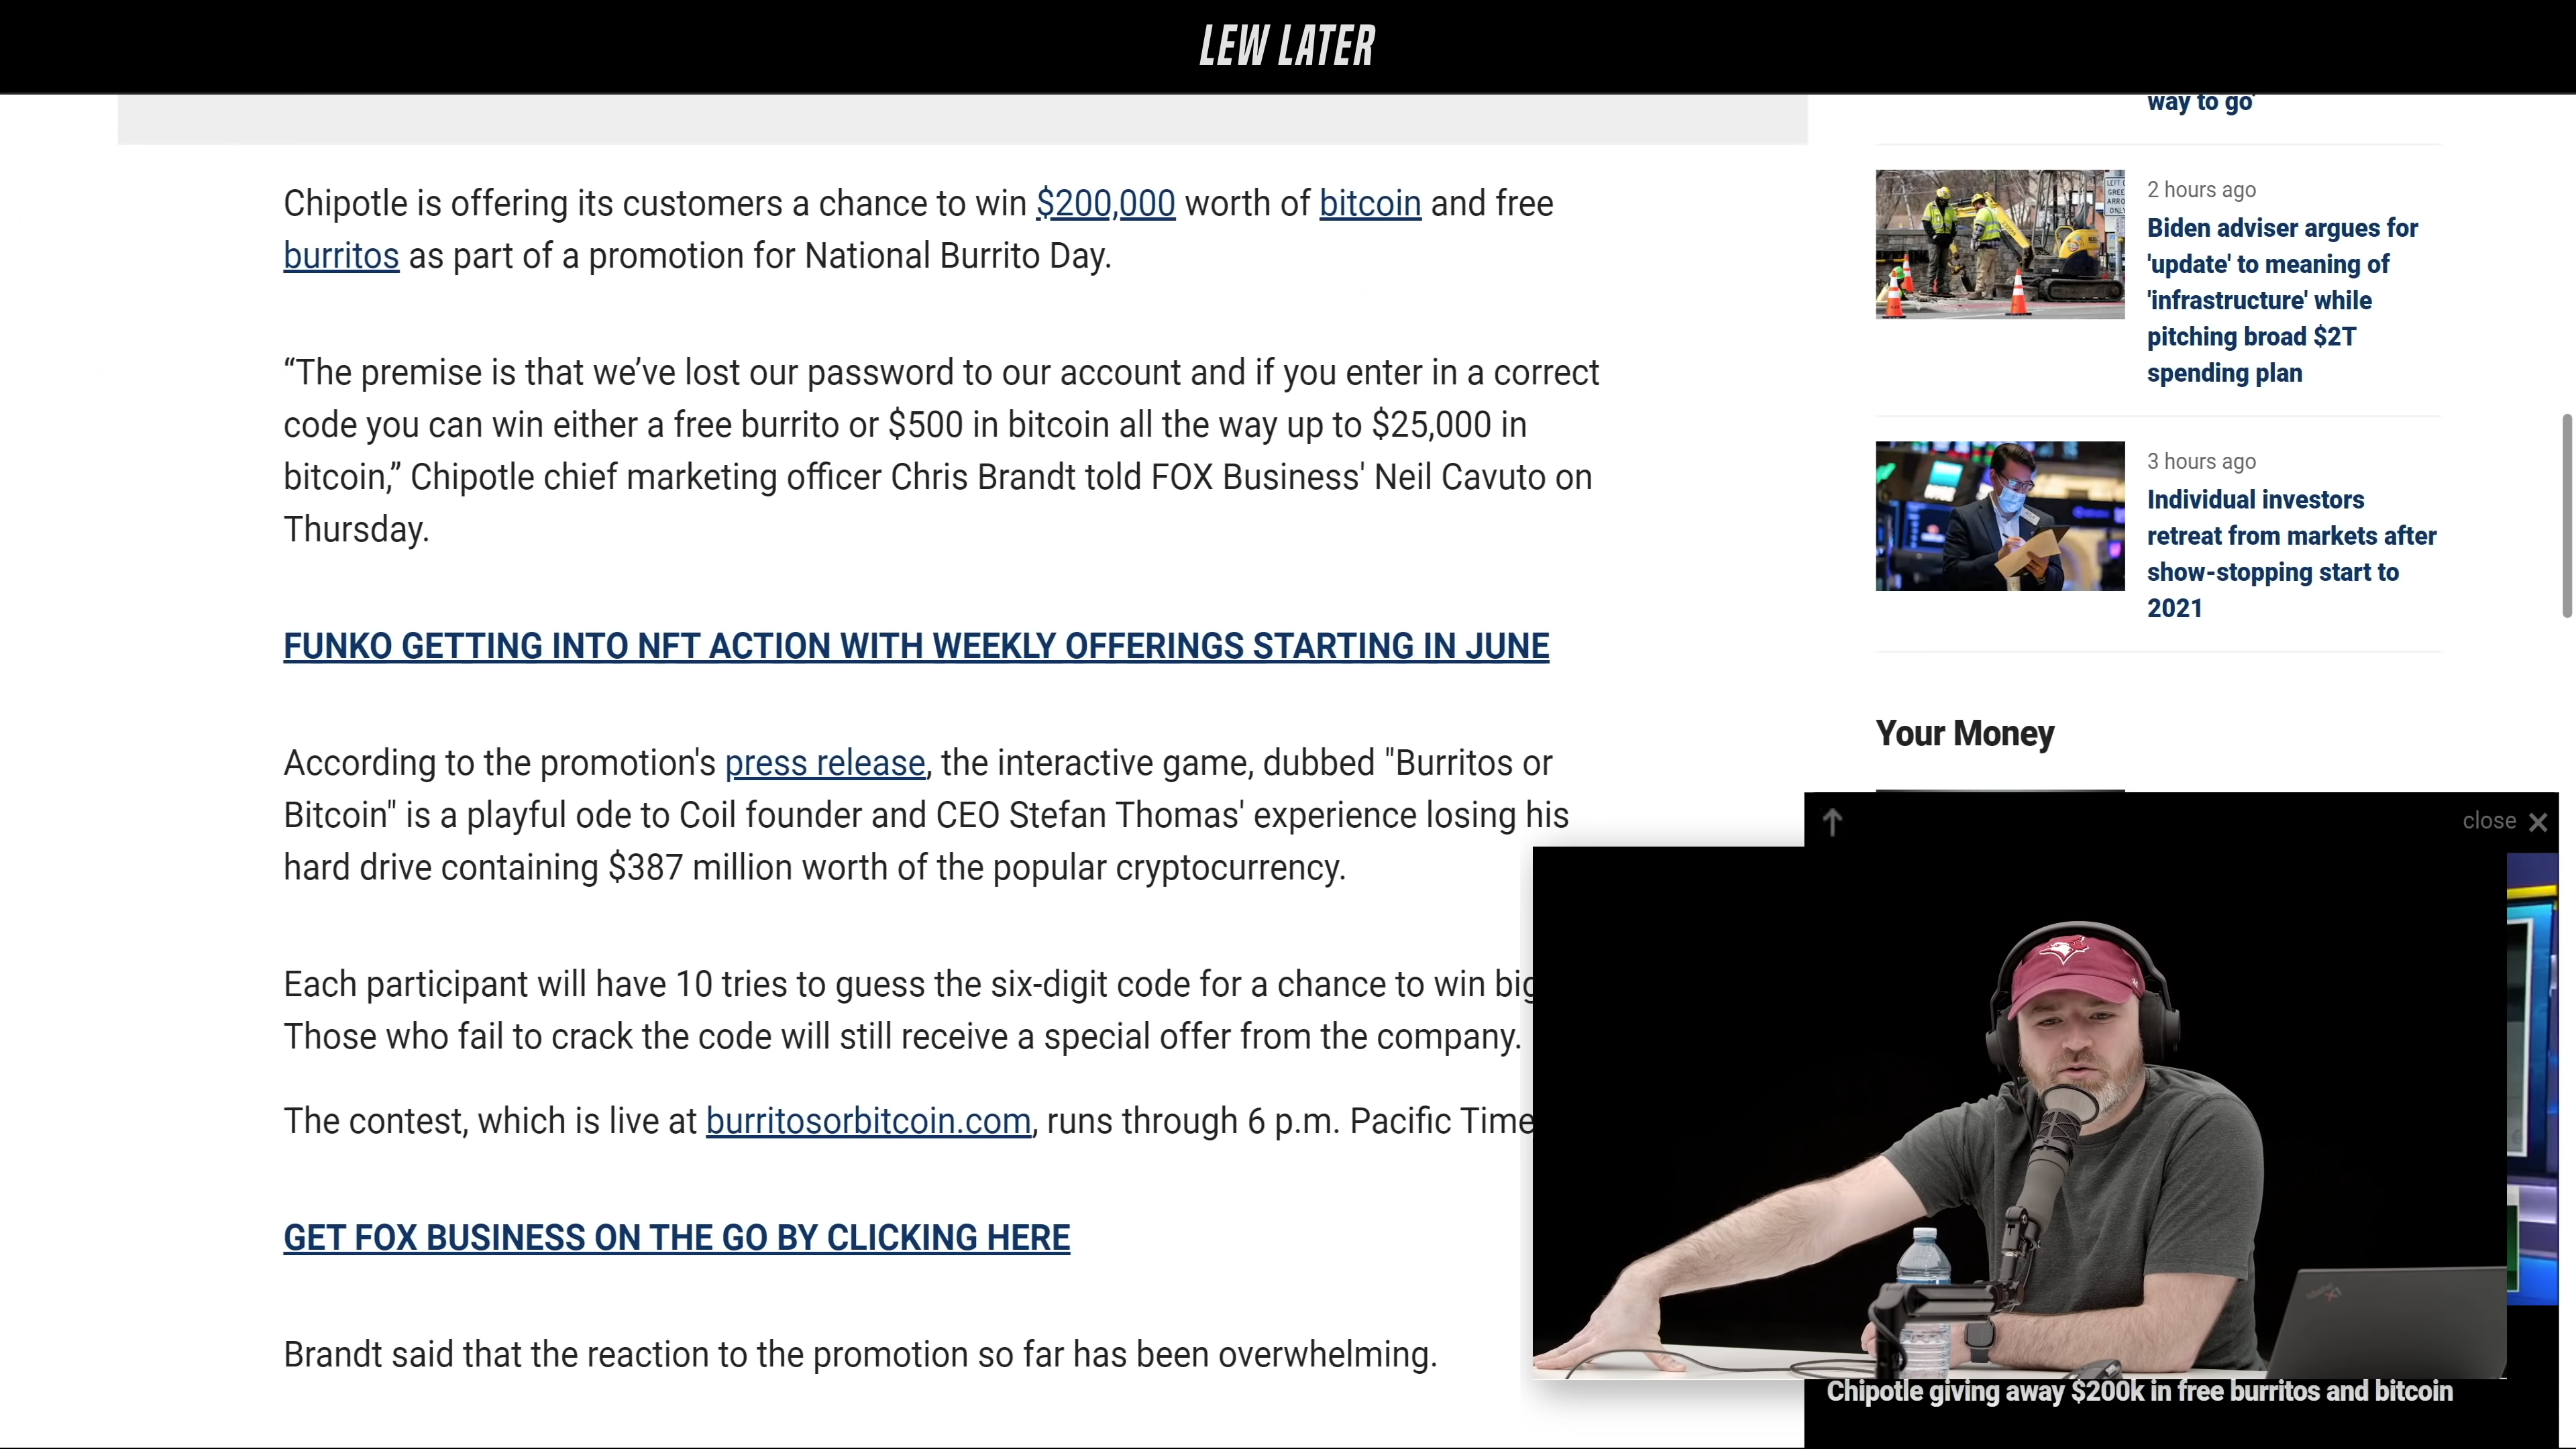 LEW LATER
Chipotle is offering its customers a chance to win $200,000 worth of bitcoin and free
burritos as part of a promotion for National Burrito Day.
“The premise is that we’ve lost our password to our account and if you enter in a correct
code you can win either a free burrito or $500 in bitcoin all the way up to $25,000 in
bitcoin,” Chipotle chief marketing officer Chris Brandt told FOX Business' Neil Cavuto on
Thursday.
FUNKO GETTING INTO NFT ACTION WITH WEEKLY OFFERINGS STARTING IN JUNE
According to the promotion's press release, the interactive game, dubbed "Burritos or
Bitcoin" is a playful ode to Coil founder and CEO Stefan Thomas' experience losing his
hard drive containing $387 million worth of the popular cryptocurrency.
Each participant will have 10 tries to guess the six-digit code for a chance to win big
Those who fail to crack the code will still receive a special offer from the company.
The contest, which is live at burritosorbitcoin.com, runs through 6 p.m. Pacific Time
GET FOX BUSINESS ON THE GO BY CLICKING HERE
Brandt said that the reaction to the promotion so far has been overwhelming.
way to go'
2 hours ago
Biden adviser argues for
'update' to meaning of
'infrastructure' while
pitching broad $2T
spending plan
3 hours ago
Individual investors
retreat from markets after
show-stopping start to
2021
Your Money
close
Chipotle giving away $200k in free burritos and bitcoin